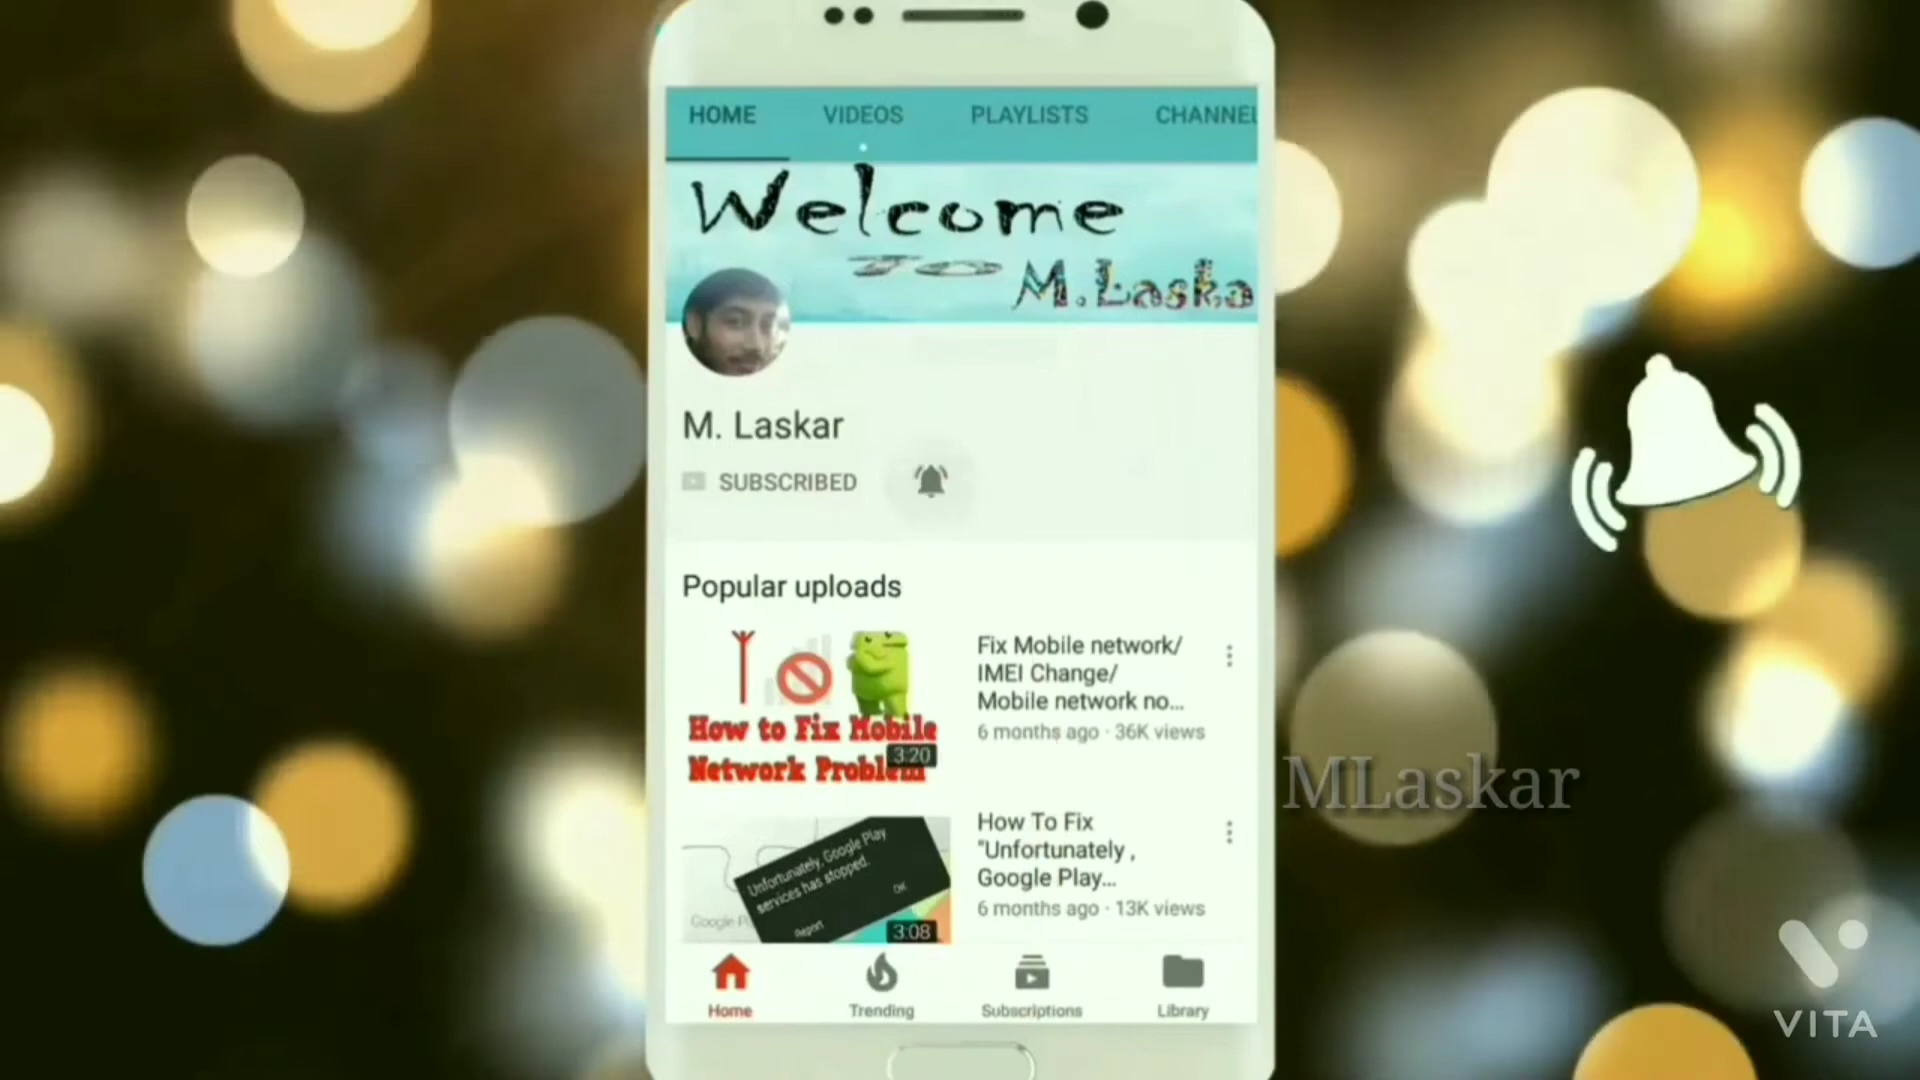 HOME VIDEOS PLAYLISTS CHANNEL
Welcome
TO
M.Laska
M. Laskar
SUBSCRIBED
Popular uploads
How to Fix Mobile
Network Problem
3:20
Fix Mobile network/
IMEI Change/
Mobile network no...
6 months ago · 36K views
Unfortunately, Google Play
services has stopped.
OK
Report
Google P
3:08
How To Fix
"Unfortunately ,
Google Play...
6 months ago · 13K views
Home Trending Subscriptions Library
MLaskar
VITA